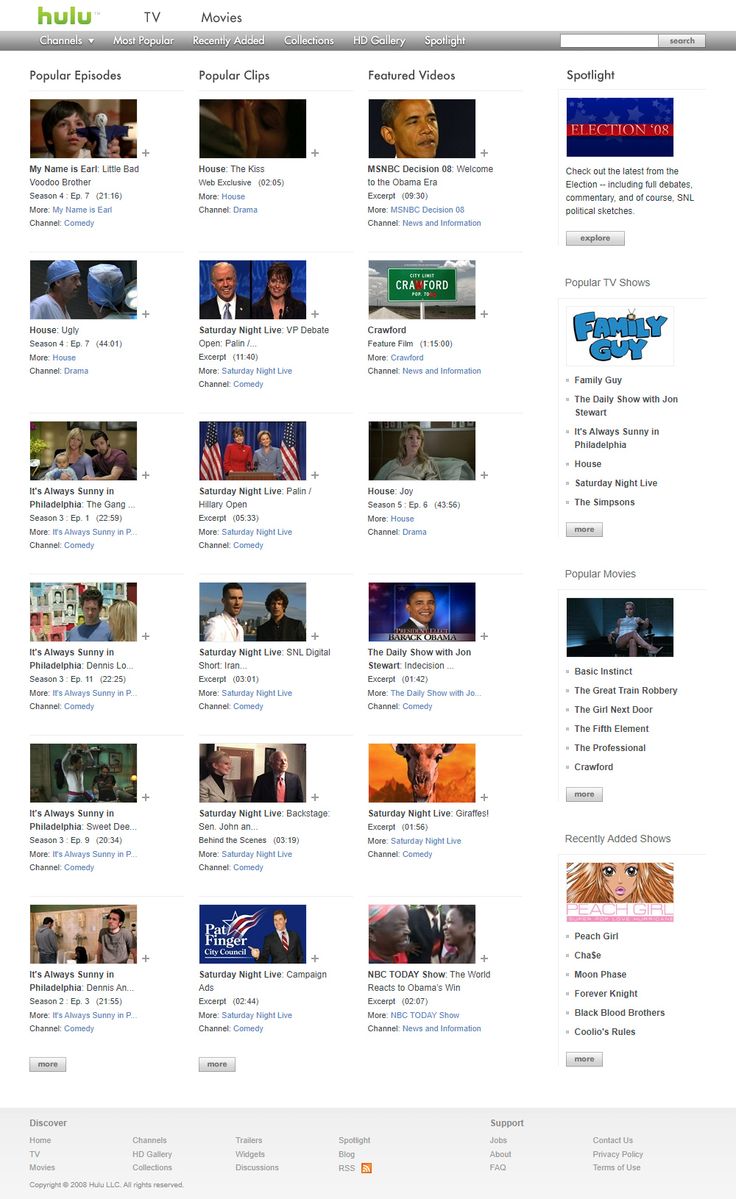 hulu™
TV
Movies
Channels
Most Popular
Recently Added
Collections
HD Gallery
Spotlight
search
Popular Episodes
My Name is Earl: Little Bad
Voodoo Brother
Season 4 : Ep. 7 (21:16)
More: My Name is Earl
Channel: Comedy
House: Ugly
Season 4 : Ep. 7 (44:01)
More: House
Channel: Drama
It's Always Sunny in
Philadelphia: The Gang ...
Season 3 : Ep. 1 (22:59)
More: It's Always Sunny in P...
Channel: Comedy
It's Always Sunny in
Philadelphia: Dennis Lo...
Season 3 : Ep. 11 (22:25)
More: It's Always Sunny in P...
Channel: Comedy
It's Always Sunny in
Philadelphia: Sweet Dee...
Season 3 : Ep. 9 (20:34)
More: It's Always Sunny in P...
Channel: Comedy
It's Always Sunny in
Philadelphia: Dennis An...
Season 2 : Ep. 3 (21:55)
More: It's Always Sunny in P...
Channel: Comedy
more
Popular Clips
House: The Kiss
Web Exclusive (02:05)
More: House
Channel: Drama
Saturday Night Live: VP Debate
Open: Palin /...
Excerpt (11:40)
More: Saturday Night Live
Channel: Comedy
Saturday Night Live: Palin /
Hillary Open
Excerpt (05:33)
More: Saturday Night Live
Channel: Comedy
Saturday Night Live: SNL Digital
Short: Iran...
Excerpt (03:01)
More: Saturday Night Live
Channel: Comedy
Saturday Night Live: Backstage:
Sen. John an...
Behind the Scenes (03:19)
More: Saturday Night Live
Channel: Comedy
Pat
Finger
City Council
Saturday Night Live: Campaign
Ads
Excerpt (02:44)
More: Saturday Night Live
Channel: Comedy
more
Featured Videos
MSNBC Decision 08: Welcome
to the Obama Era
Excerpt (09:30)
More: MSNBC Decision 08
Channel: News and Information
CITY LIMIT
CRAWFORD
POP.
Crawford
Feature Film (1:15:00)
More: Crawford
Channel: News and Information
House: Joy
Season 5 : Ep. 6 (43:56)
More: House
Channel: Drama
PRESIDENT-ELECT
BARACK OBAMA
The Daily Show with Jon
Stewart: Indecision ...
Excerpt (01:42)
More: The Daily Show with Jo...
Channel: Comedy
Saturday Night Live: Giraffes!
Excerpt (01:56)
More: Saturday Night Live
Channel: Comedy
NBC TODAY Show: The World
Reacts to Obama's Win
Excerpt (02:07)
More: NBC TODAY Show
Channel: News and Information
Spotlight
ELECTION '08
Check out the latest from the
Election -- including full debates,
commentary, and of course, SNL
political sketches.
explore
Popular TV Shows
FAMILY
GUY
Family Guy
The Daily Show with Jon
Stewart
It's Always Sunny in
Philadelphia
House
Saturday Night Live
The Simpsons
more
Popular Movies
Basic Instinct
The Great Train Robbery
The Girl Next Door
The Fifth Element
The Professional
Crawford
more
Recently Added Shows
PEACH GIRL
SUPER POP LOVE HURRICANE
Peach Girl
Cha$e
Moon Phase
Forever Knight
Black Blood Brothers
Coolio's Rules
more
Discover
Home
TV
Movies
Channels
HD Gallery
Collections
Trailers
Widgets
Discussions
Spotlight
Blog
RSS
Support
Jobs
About
FAQ
Contact Us
Privacy Policy
Terms of Use
Copyright © 2008 Hulu LLC. All rights reserved.